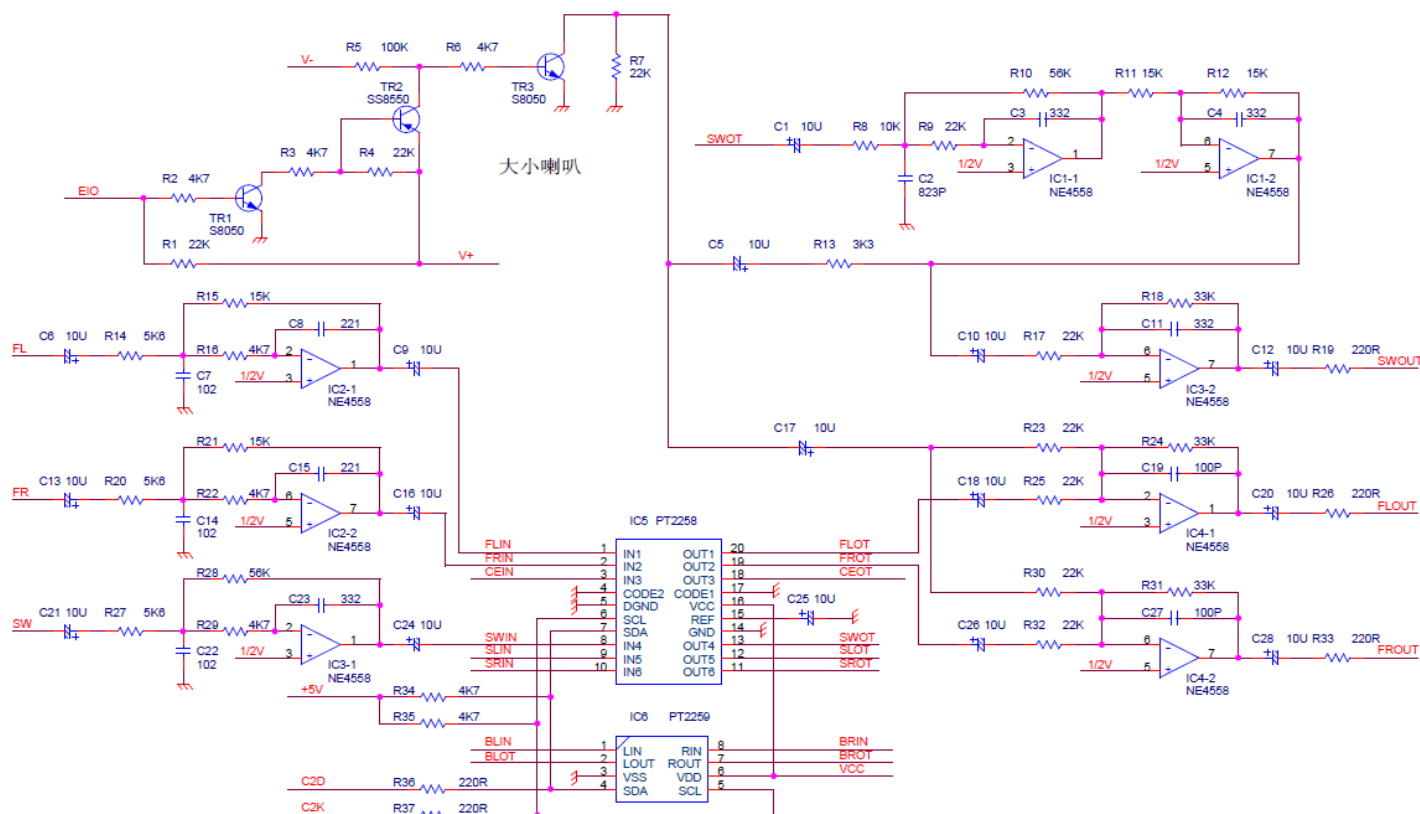 R5 100K
R6 4K7
V-
TR3
S8050
R7
22K
TR2
SS8550
R3 4K7
R4 22K
大小喇叭
R2 4K7
EIO
TR1
S8050
R1 22K
V+
R10 56K
R11 15K
R12 15K
C3 332
C4 332
C1 10U
R8 10K
R9 22K
SWOT
1/2V
2
3
1
IC1-1
NE4558
C2
823P
1/2V
6
5
7
IC1-2
NE4558
C5 10U
R13 3K3
R15 15K
C8 221
C6 10U
R14 5K6
FL
R16 4K7
C7
102
1/2V
2
3
1
IC2-1
NE4558
C9 10U
R18 33K
C11 332
C10 10U
R17 22K
1/2V
6
5
7
IC3-2
NE4558
C12 10U
R19 220R
SWOUT
R21 15K
C15 221
C13 10U
R20 5K6
FR
R22 4K7
C14
102
1/2V
6
5
7
IC2-2
NE4558
C16 10U
C17 10U
R23 22K
R24 33K
C19 100P
C18 10U
R25 22K
1/2V
2
3
1
IC4-1
NE4558
C20 10U
R26 220R
FLOUT
R28 56K
C23 332
C21 10U
R27 5K6
SW
R29 4K7
C22
102
1/2V
2
3
1
IC3-1
NE4558
C24 10U
IC5 PT2258
FLIN 1 IN1 OUT1 20 FLOT
FRIN 2 IN2 OUT2 19 FROT
CEIN 3 IN3 OUT3 18 CEOT
4 CODE2 CODE1 17
5 DGND VCC 16
6 SCL REF 15
7 SDA GND 14
SWIN 8 IN4 OUT4 13 SWOT
SLIN 9 IN5 OUT5 12 SLOT
SRIN 10 IN6 OUT6 11 SROT
C25 10U
R30 22K
R31 33K
C27 100P
C26 10U
R32 22K
1/2V
6
5
7
IC4-2
NE4558
C28 10U
R33 220R
FROUT
+5V
R34 4K7
R35 4K7
IC6 PT2259
BLIN 1 LIN RIN 8 BRIN
BLOT 2 LOUT ROUT 7 BROT
3 VSS VDD 6 VCC
4 SDA SCL 5
C2D
R36 220R
C2K
R37 220R